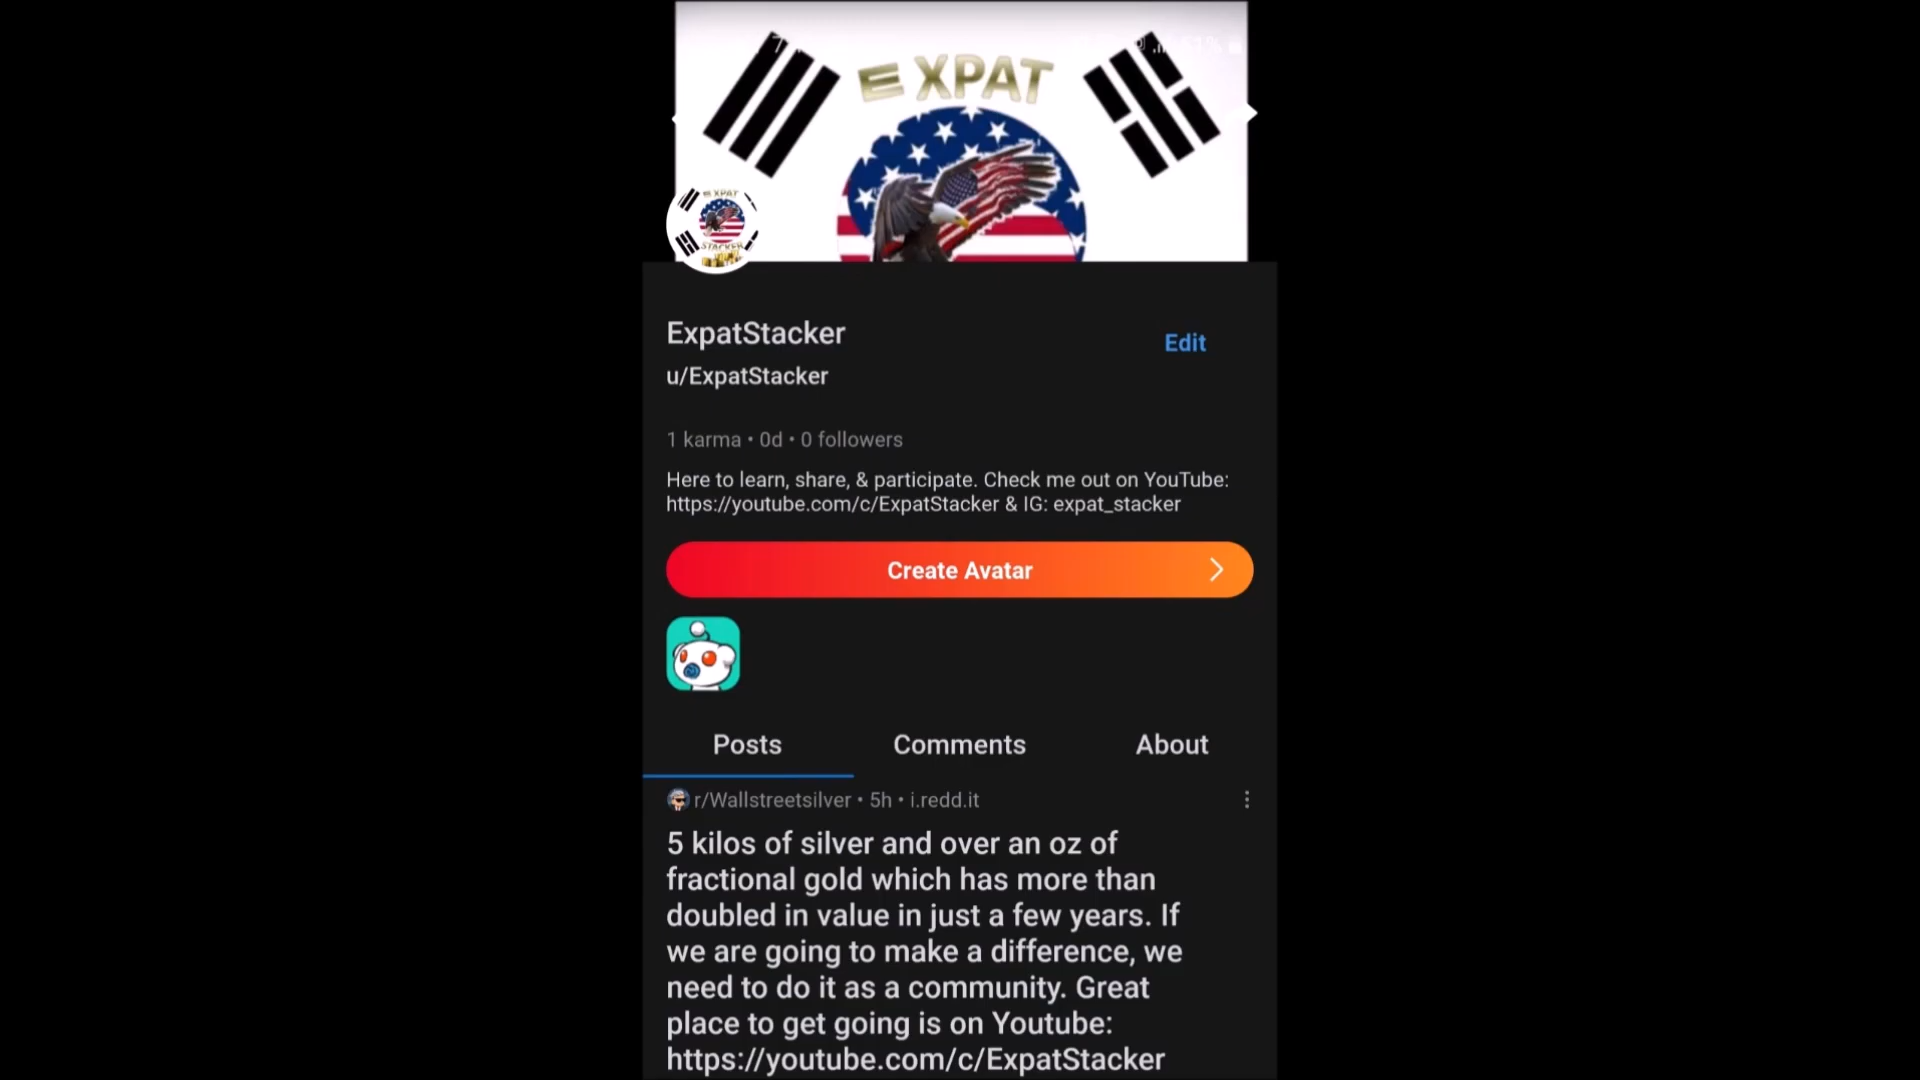 EXPAT
EXPAT
STACKER
ExpatStacker
Edit
u/ExpatStacker
1 karma • 0d • 0 followers
Here to learn, share, & participate. Check me out on YouTube:
https://youtube.com/c/ExpatStacker & IG: expat_stacker
Create Avatar
Posts
Comments
About
r/Wallstreetsilver • 5h • i.redd.it
5 kilos of silver and over an oz of
fractional gold which has more than
doubled in value in just a few years. If
we are going to make a difference, we
need to do it as a community. Great
place to get going is on Youtube:
https://youtube.com/c/ExpatStacker